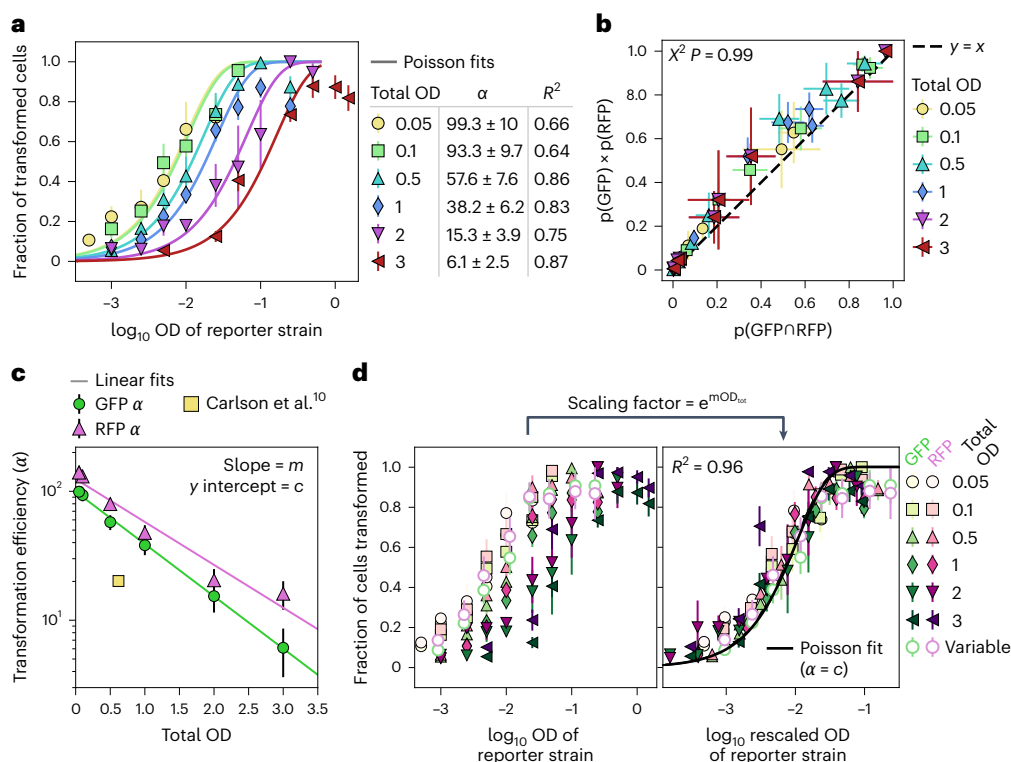 a
Fraction of transformed cells
1.0
0.8
0.6
0.4
0.2
0
−3
−2
−1
0
log10 OD of reporter strain
Poisson fits
Total OD α R2
0.05 99.3 ± 10 0.66
0.1 93.3 ± 9.7 0.64
0.5 57.6 ± 7.6 0.86
1 38.2 ± 6.2 0.83
2 15.3 ± 3.9 0.75
3 6.1 ± 2.5 0.87
b
X2 P = 0.99
p(GFP) × p(RFP)
1.0
0.8
0.6
0.4
0.2
0
0
0.2
0.4
0.6
0.8
1.0
p(GFP∩RFP)
y = x
Total OD
0.05
0.1
0.5
1
2
3
c
Linear fits
GFP α
RFP α
Carlson et al.10
Slope = m
y intercept = c
Transformation efficiency (α)
102
101
0
0.5
1.0
1.5
2.0
2.5
3.0
3.5
Total OD
d
Scaling factor = emODtot
Fraction of cells transformed
1.0
0.8
0.6
0.4
0.2
0
−3
−2
−1
0
log10 OD of
reporter strain
R2 = 0.96
Poisson fit
(α = c)
−3
−2
−1
log10 rescaled OD
of reporter strain
GFP
RFP
Total
OD
0.05
0.1
0.5
1
2
3
Variable